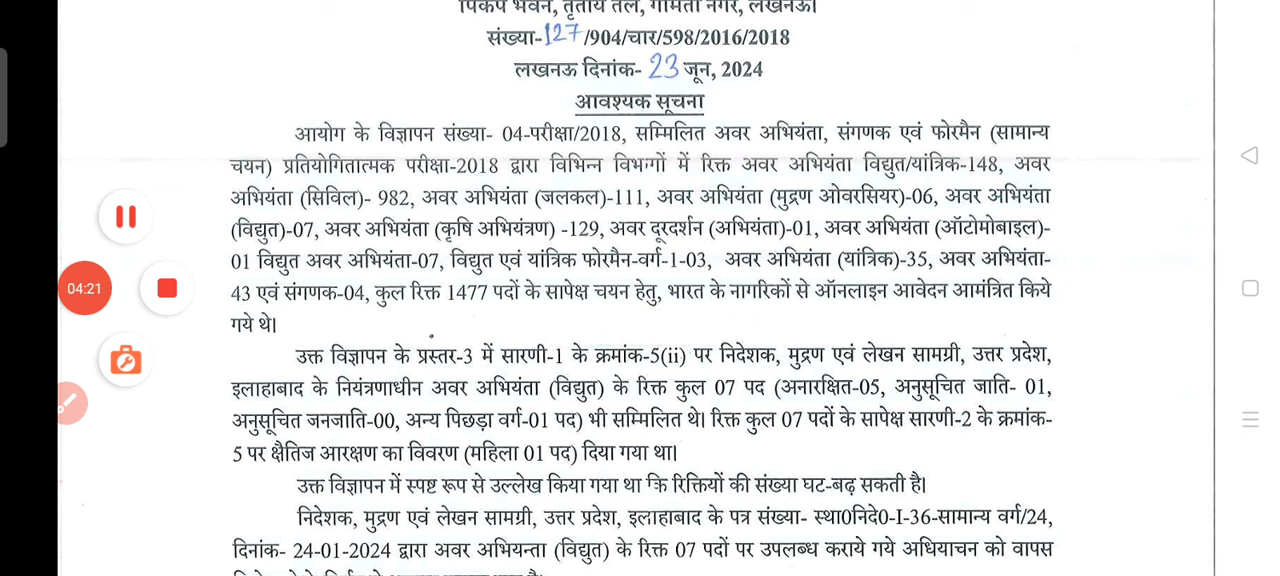 पिकप भवन, तृतीय तल, गोमती नगर, लखनऊ।
संख्या-127/904/चार/598/2016/2018
लखनऊ दिनांक- 23 जून, 2024
आवश्यक सूचना
आयोग के विज्ञापन संख्या- 04-परीक्षा/2018, सम्मिलित अवर अभियंता, संगणक एवं फोरमैन (सामान्य
चयन) प्रतियोगितात्मक परीक्षा-2018 द्वारा विभिन्न विभागों में रिक्त अवर अभियंता विद्युत/यांत्रिक-148, अवर
अभियंता (सिविल)- 982, अवर अभियंता (जलकल)-111, अवर अभियंता (मुद्रण ओवरसियर)-06, अवर अभियंता
(विद्युत)-07, अवर अभियंता (कृषि अभियंत्रण) -129, अवर दूरदर्शन (अभियंता)-01, अवर अभियंता (ऑटोमोबाइल)-
01 विद्युत अवर अभियंता-07, विद्युत एवं यांत्रिक फोरमैन-वर्ग-1-03, अवर अभियंता (यांत्रिक)-35, अवर अभियंता-
43 एवं संगणक-04, कुल रिक्त 1477 पदों के सापेक्ष चयन हेतु, भारत के नागरिकों से ऑनलाइन आवेदन आमंत्रित किये
गये थे।
उक्त विज्ञापन के प्रस्तर-3 में सारणी-1 के क्रमांक-5(ii) पर निदेशक, मुद्रण एवं लेखन सामग्री, उत्तर प्रदेश,
इलाहाबाद के नियंत्रणाधीन अवर अभियंता (विद्युत) के रिक्त कुल 07 पद (अनारक्षित-05, अनुसूचित जाति- 01,
अनुसूचित जनजाति-00, अन्य पिछड़ा वर्ग-01 पद) भी सम्मिलित थे। रिक्त कुल 07 पदों के सापेक्ष सारणी-2 के क्रमांक-
5 पर क्षैतिज आरक्षण का विवरण (महिला 01 पद) दिया गया था।
उक्त विज्ञापन में स्पष्ट रूप से उल्लेख किया गया था कि रिक्तियों की संख्या घट-बढ़ सकती है।
निदेशक, मुद्रण एवं लेखन सामग्री, उत्तर प्रदेश, इलाहाबाद के पत्र संख्या- स्था0निदे0-I-36-सामान्य वर्ग/24,
दिनांक- 24-01-2024 द्वारा अवर अभियन्ता (विद्युत) के रिक्त 07 पदों पर उपलब्ध कराये गये अधियाचन को वापस
04:21